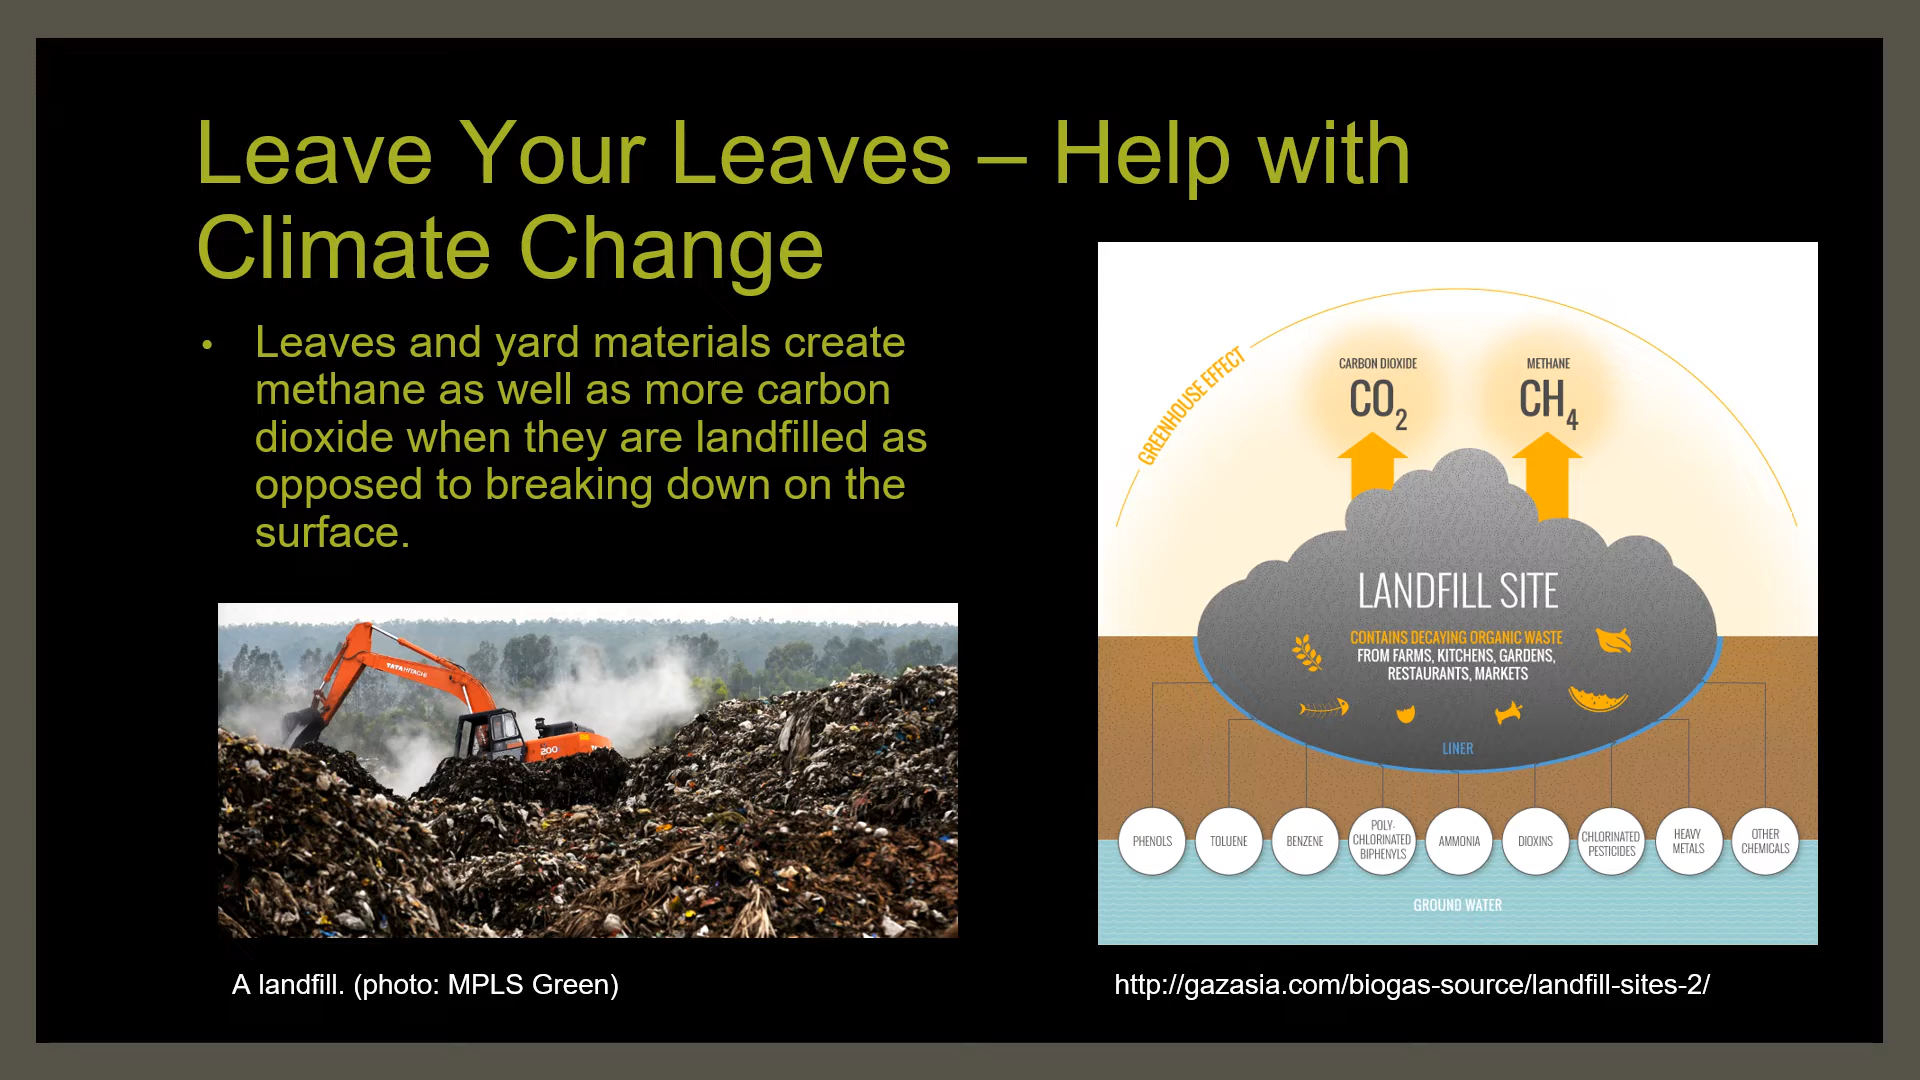 Leave Your Leaves – Help with
Climate Change
• Leaves and yard materials create
methane as well as more carbon
dioxide when they are landfilled as
opposed to breaking down on the
surface.
TATA HITACHI
200
A landfill. (photo: MPLS Green)
GREENHOUSE EFFECT
CARBON DIOXIDE
CO2
METHANE
CH4
LANDFILL SITE
CONTAINS DECAYING ORGANIC WASTE
FROM FARMS, KITCHENS, GARDENS,
RESTAURANTS, MARKETS
LINER
PHENOLS
TOLUENE
BENZENE
POLY-
CHLORINATED
BIPHENYLS
AMMONIA
DIOXINS
CHLORINATED
PESTICIDES
HEAVY
METALS
OTHER
CHEMICALS
GROUND WATER
http://gazasia.com/biogas-source/landfill-sites-2/